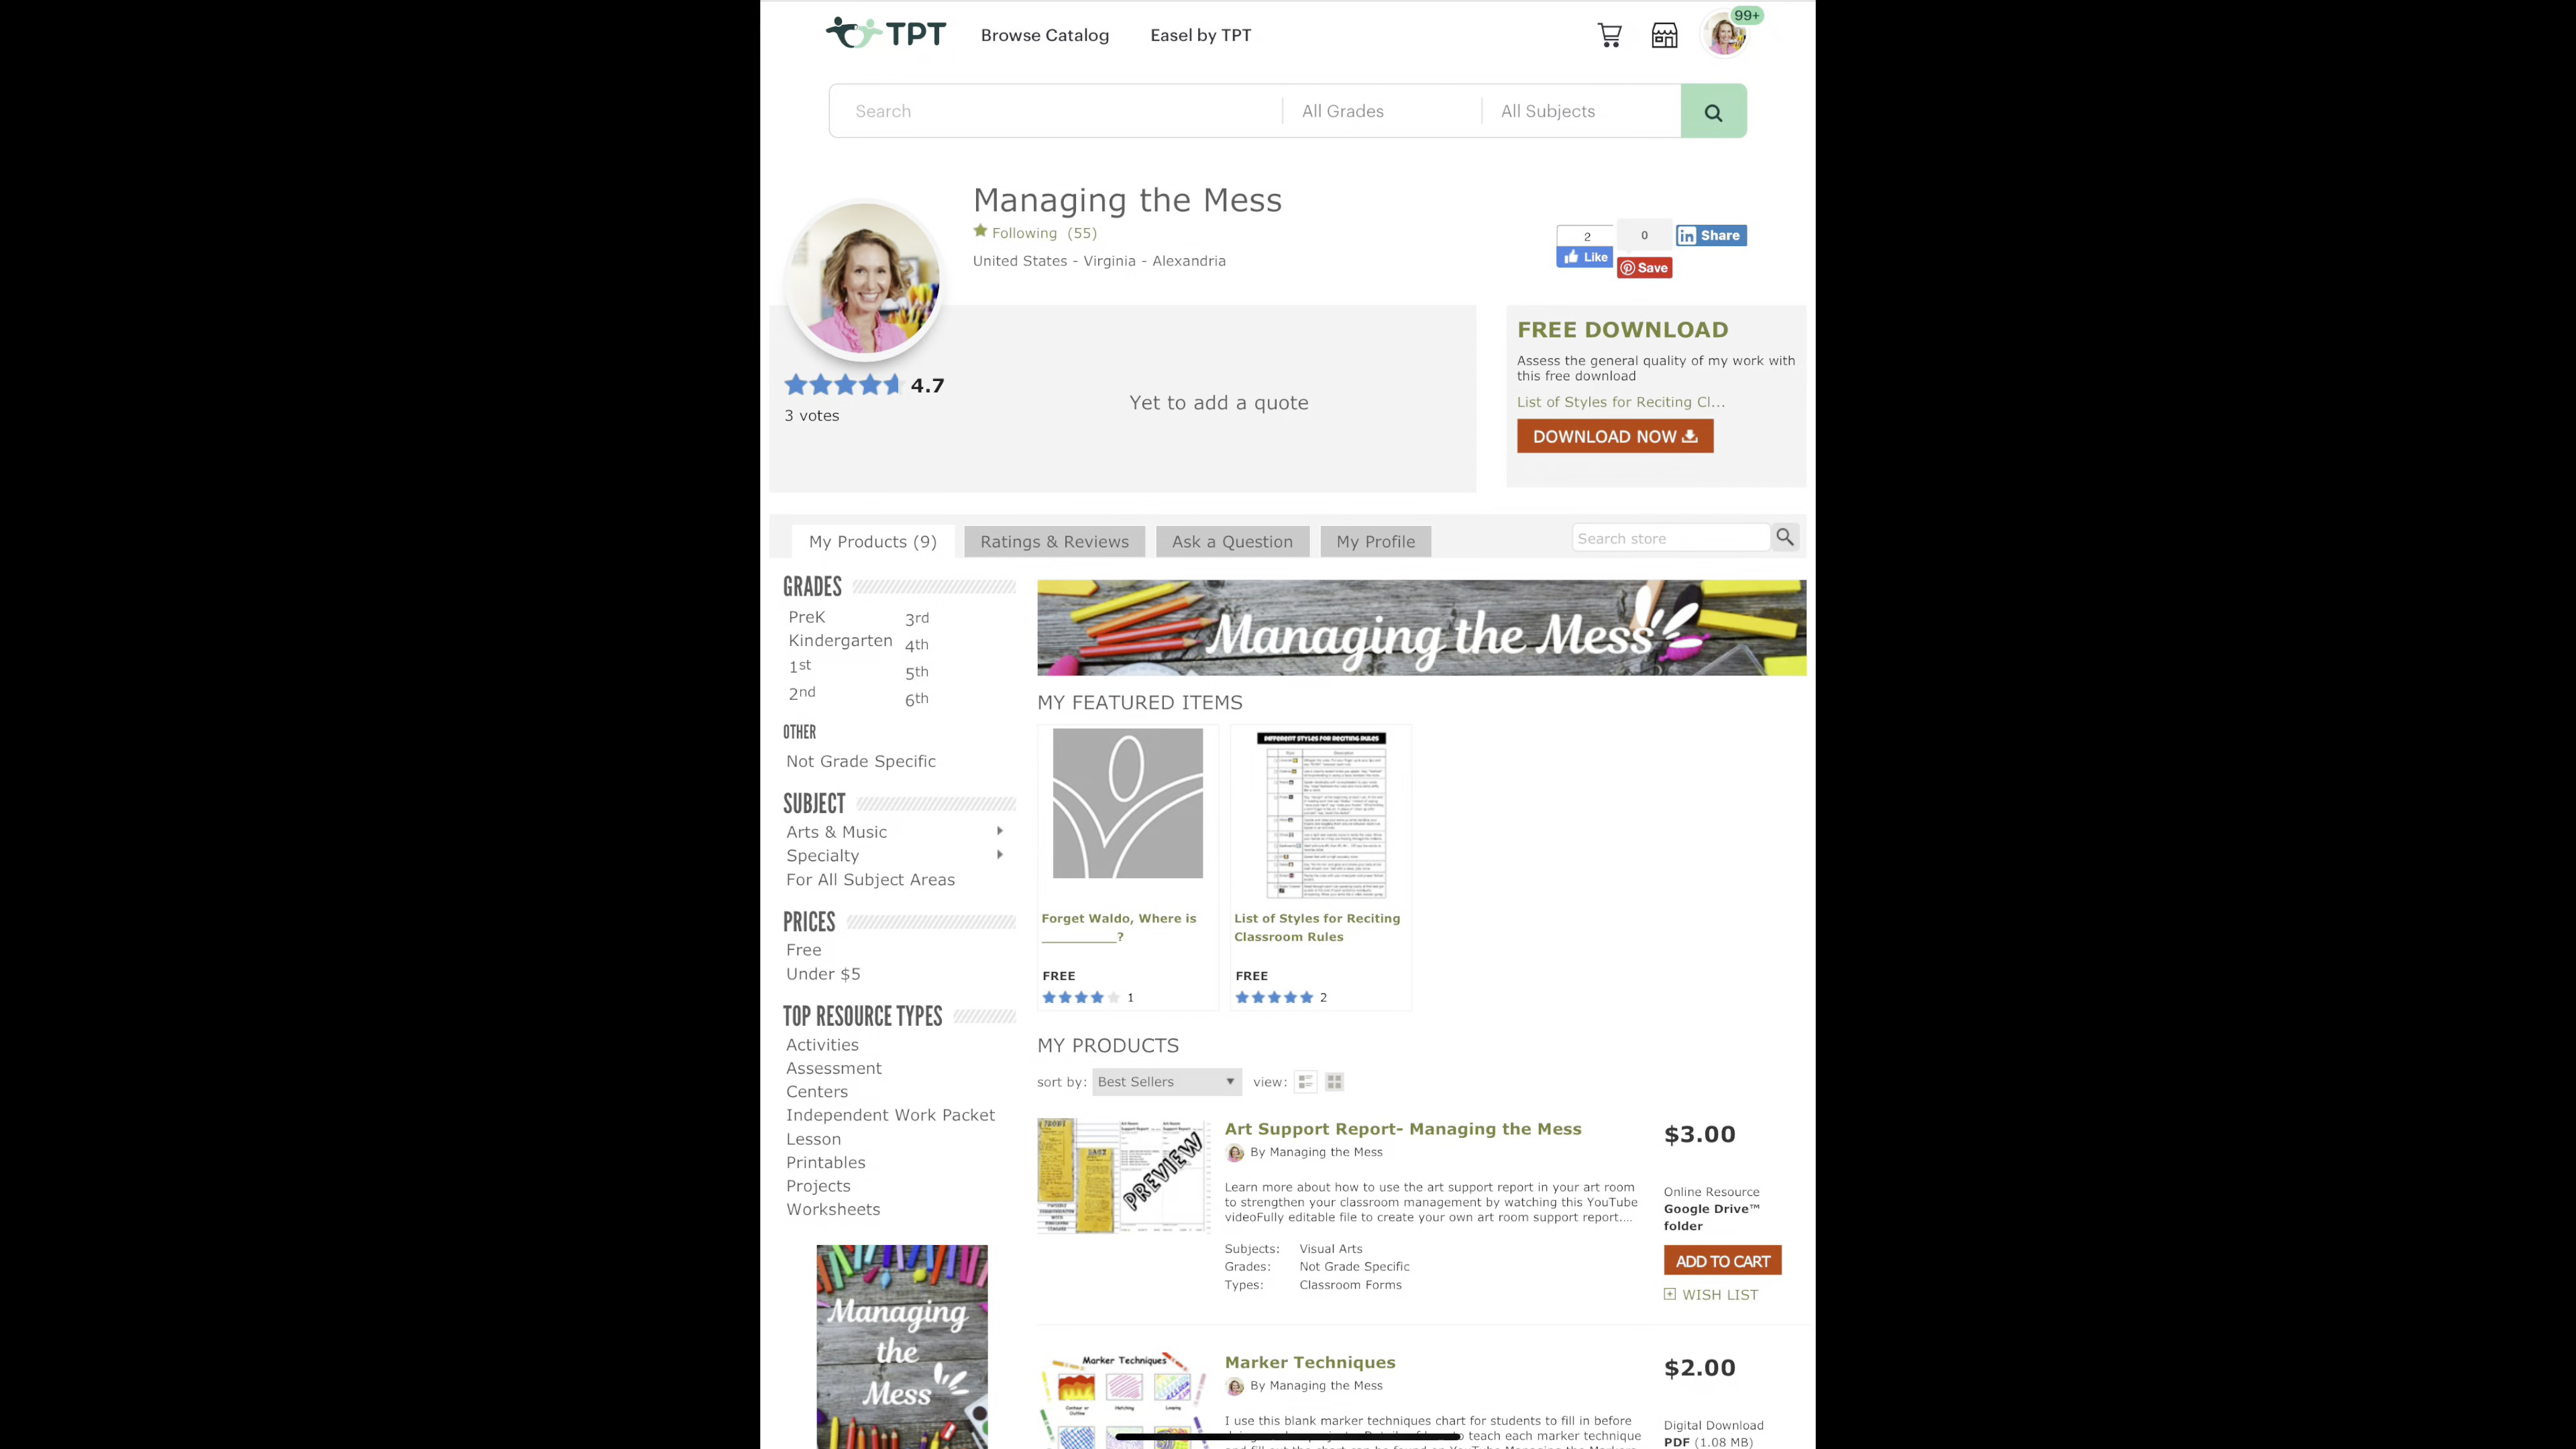 TPT
Browse Catalog
Easel by TPT
99+
Search
All Grades
All Subjects
Managing the Mess
Following (55)
United States - Virginia - Alexandria
2
Like
0
Save
Share
4.7
3 votes
Yet to add a quote
FREE DOWNLOAD
Assess the general quality of my work with
this free download
List of Styles for Reciting Cl...
DOWNLOAD NOW
My Products (9)
Ratings & Reviews
Ask a Question
My Profile
Search store
GRADES
PreK
Kindergarten
1st
2nd
3rd
4th
5th
6th
OTHER
Not Grade Specific
SUBJECT
Arts & Music
Specialty
For All Subject Areas
PRICES
Free
Under $5
TOP RESOURCE TYPES
Activities
Assessment
Centers
Independent Work Packet
Lesson
Printables
Projects
Worksheets
Managing
the
Mess
Managing the Mess
MY FEATURED ITEMS
Forget Waldo, Where is
__________?
FREE
1
DIFFERENT STYLES FOR RECITING RULES
List of Styles for Reciting
Classroom Rules
FREE
2
MY PRODUCTS
sort by: Best Sellers
view:
PREVIEW
Art Support Report- Managing the Mess
By Managing the Mess
Learn more about how to use the art support report in your art room
to strengthen your classroom management by watching this YouTube
videoFully editable file to create your own art room support report....
Subjects: Visual Arts
Grades: Not Grade Specific
Types: Classroom Forms
$3.00
Online Resource
Google Drive™
folder
ADD TO CART
WISH LIST
Marker Techniques
Contour or
Outline
Hatching
Looping
Marker Techniques
By Managing the Mess
I use this blank marker techniques chart for students to fill in before
teach each marker technique
$2.00
Digital Download
PDF (1.08 MB)